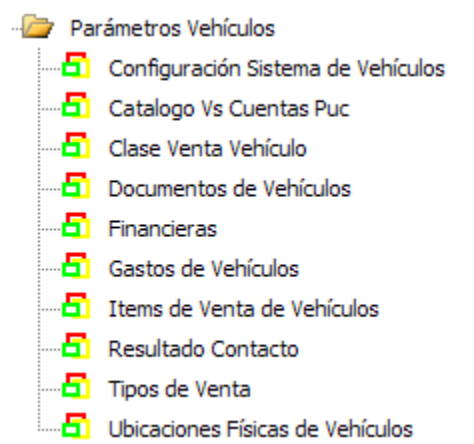 Parámetros Vehículos
Configuración Sistema de Vehículos
Catalogo Vs Cuentas Puc
Clase Venta Vehículo
Documentos de Vehículos
Financieras
Gastos de Vehículos
Items de Venta de Vehículos
Resultado Contacto
Tipos de Venta
Ubicaciones Físicas de Vehículos